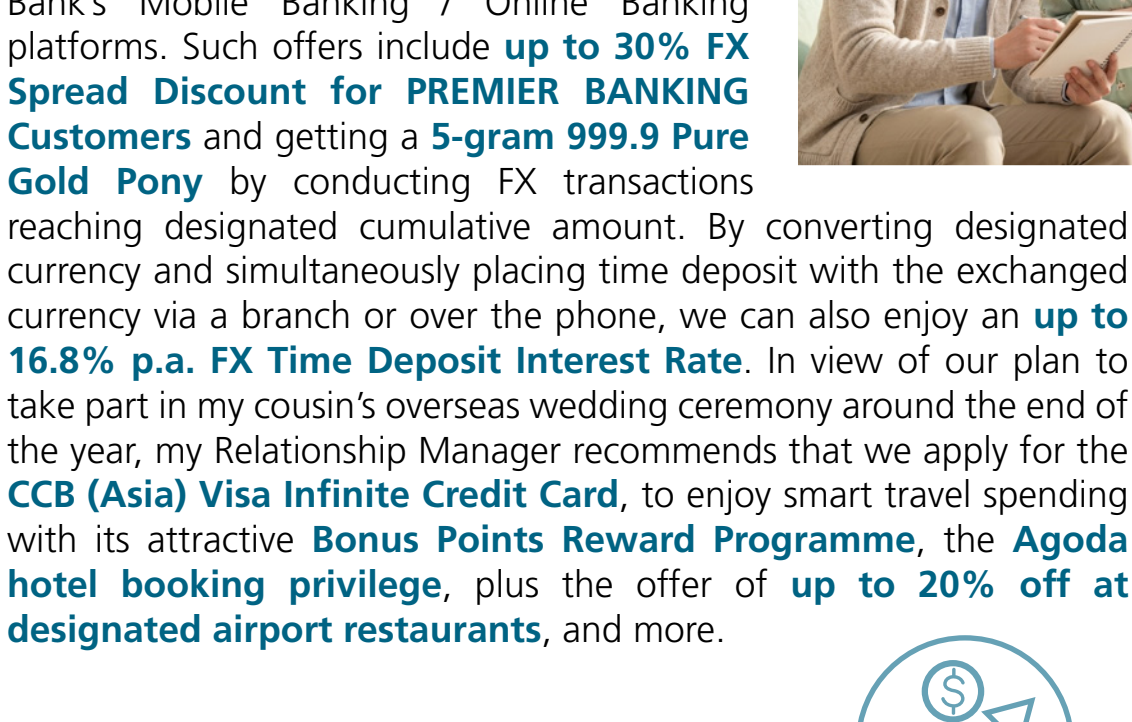 Bank's Mobile Banking / Online Banking
platforms. Such offers include up to 30% FX
Spread Discount for PREMIER BANKING
Customers and getting a 5-gram 999.9 Pure
Gold Pony by conducting FX transactions
reaching designated cumulative amount. By converting designated
currency and simultaneously placing time deposit with the exchanged
currency via a branch or over the phone, we can also enjoy an up to
16.8% p.a. FX Time Deposit Interest Rate. In view of our plan to
take part in my cousin's overseas wedding ceremony around the end of
the year, my Relationship Manager recommends that we apply for the
CCB (Asia) Visa Infinite Credit Card, to enjoy smart travel spending
with its attractive Bonus Points Reward Programme, the Agoda
hotel booking privilege, plus the offer of up to 20% off at
designated airport restaurants, and more.
$